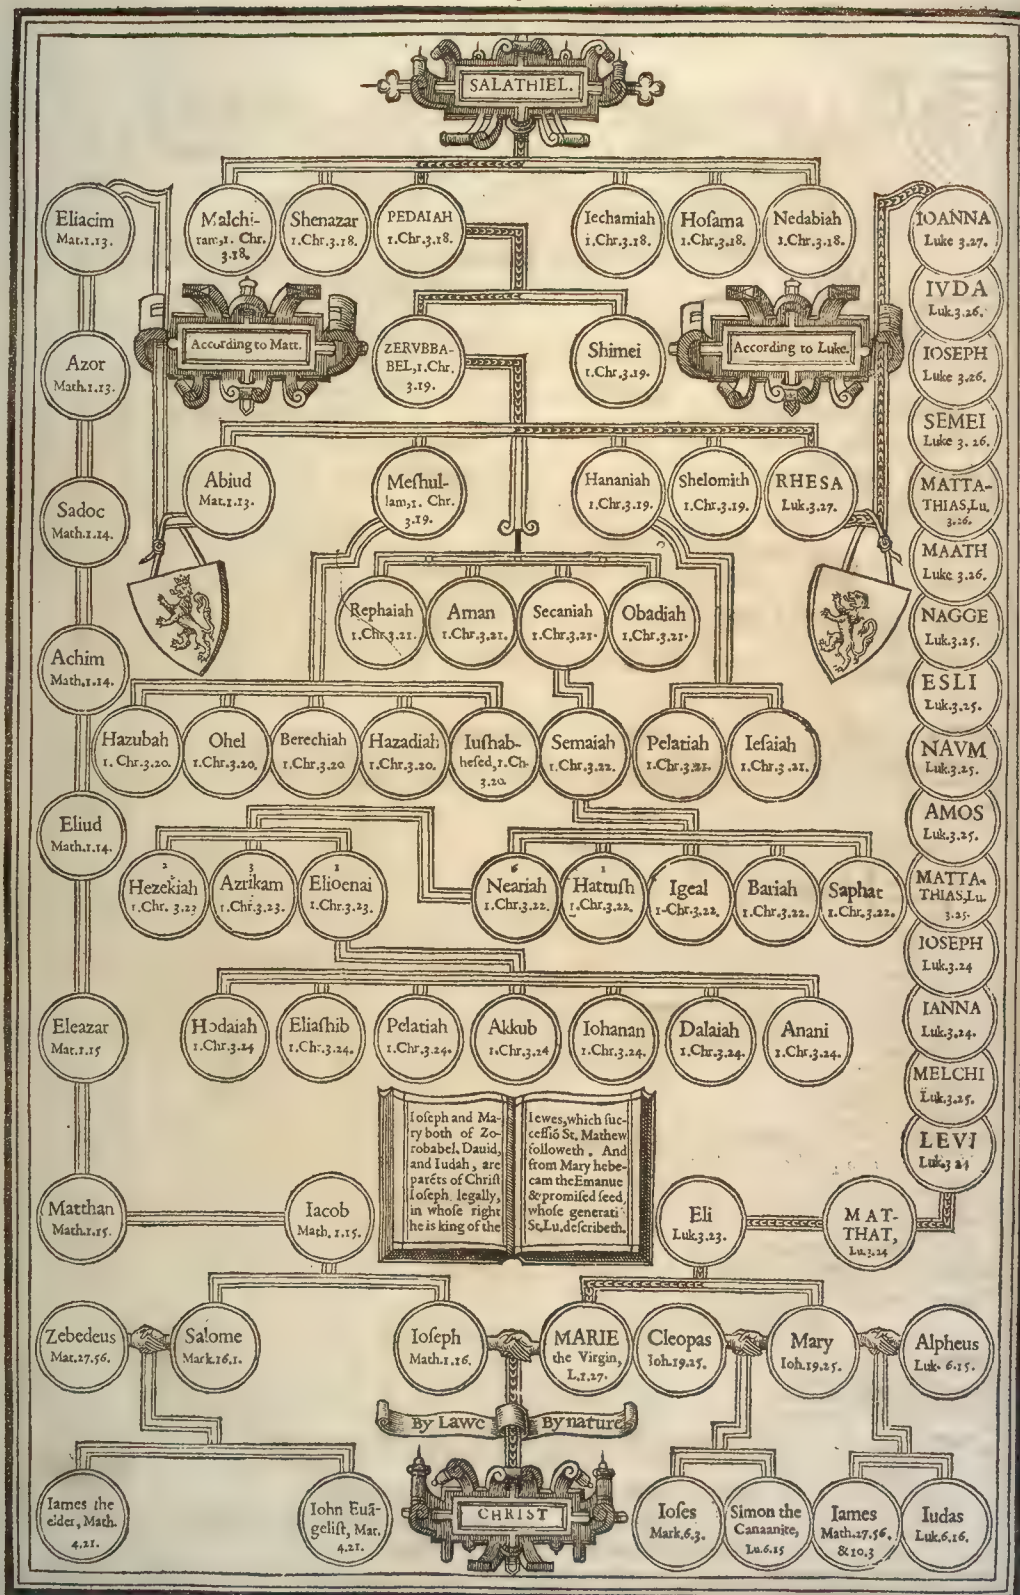 SALATHIEL.
Eliacim
Mat.1.13.
Malchi-
ram,1. Chr.
3.18.
Shenazar
1.Chr.3.18.
PEDAIAH
1.Chr.3.18.
Iechamiah
1.Chr.3.18.
Hoſama
1.Chr.3.18.
Nedabiah
1.Chr.3.18.
IOANNA
Luke 3.27.
IVDA
Luk.3.26.
According to Matt.
ZERVBBA-
BEL,1.Chr.
3.19.
Shimei
1.Chr.3.19.
According to Luke.
Azor
Math.1.13.
IOSEPH
Luke 3.26.
SEMEI
Luke 3.26.
Abiud
Mat.1.13.
Meſhul-
lam,1. Chr.
3.19.
Hananiah
1.Chr.3.19.
Shelomith
1.Chr.3.19.
RHESA
Luk.3.27.
MATTA-
THIAS,Lu.
3.26.
Sadoc
Math.1.14.
MAATH
Luke 3.26.
Rephaiah
1.Chr.3.21.
Arnan
1.Chr.3.21.
Secaniah
1.Chr.3.21.
Obadiah
1.Chr.3.21.
NAGGE
Luk.3.25.
Achim
Math.1.14.
ESLI
Luk.3.25.
Hazubah
1. Chr.3.20.
Ohel
1.Chr.3.20.
Berechiah
1.Chr.3.20.
Hazadiah
1.Chr.3.20.
Iuſhab-
heſed,1.Ch.
3.20.
Semaiah
1.Chr.3.22.
Pelatiah
1.Chr.3.21.
Ieſaiah
1.Chr.3.21.
NAVM
Luk.3.25.
Eliud
Math.1.14.
AMOS
Luk.3.25.
2
Hezekiah
1.Chr. 3.23
3
Azrikam
1.Chr.3.23.
1
Elioenai
1.Chr.3.23.
6
Neariah
1.Chr.3.22.
1
Hattuſh
1.Chr.3.22.
Igeal
1.Chr.3.22.
Bariah
1.Chr.3.22.
Saphat
1.Chr.3.22.
MATTA-
THIAS,Lu.
3.25.
IOSEPH
Luk.3.24
Eleazar
Mat.1.15
Hodaiah
1.Chr.3.24
Eliaſhib
1.Chr.3.24.
Pelatiah
1.Chr.3.24.
Akkub
1.Chr.3.24
Iohanan
1.Chr.3.24.
Dalaiah
1.Chr.3.24.
Anani
1.Chr.3.24.
IANNA
Luk.3.24.
MELCHI
Luk.3.25.
LEVI
Luk.3 24
Ioſeph and Ma-
ry both of Zo-
robabel, Dauid,
and Iudah, are
parẽts of Chriſt
Ioſeph legally,
in whoſe right
he is king of the
Iewes,which ſuc-
ceſſiõ St. Mathew
followeth. And
from Mary hebe-
cam theEmanue
&promiſed ſeed,
whoſe generati
St.Lu.deſcribeth.
Matthan
Math.1.15.
Iacob
Math. 1.15.
Eli
Luk.3.23.
MAT-
THAT,
Lu.3.24
Zebedeus
Mat.27.56.
Salome
Mark.16.1.
Ioſeph
Math.1.16.
MARIE
the Virgin,
L.1.27.
Cleopas
Ioh.19.25.
Mary
Ioh.19.25.
Alpheus
Luk. 6.15.
By Lawe
By nature
Iames the
elder, Math.
4.21.
Iohn Euã-
geliſt, Mat.
4.21.
CHRIST
Ioſes
Mark.6.3.
Simon the
Canaanite,
Lu.6.15
Iames
Math.27.56.
&10.3
Iudas
Luk.6.16.